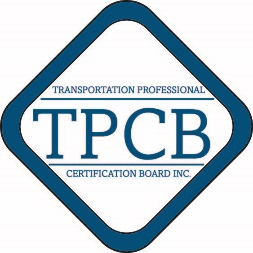 TRANSPORTATION PROFESSIONAL
TPCB
CERTIFICATION BOARD INC.